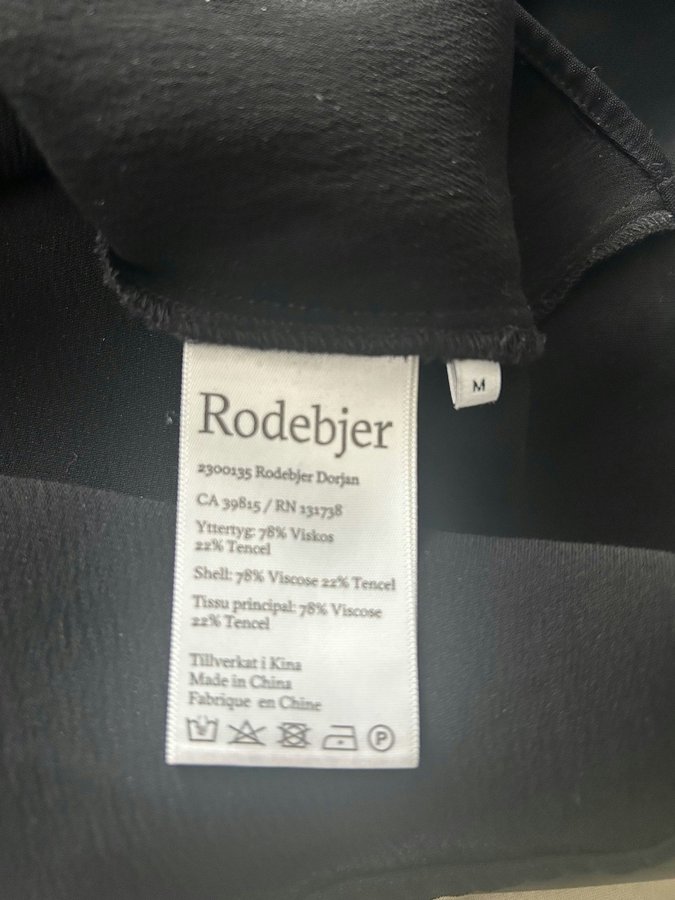 Rodebjer
M
2300135 Rodebjer Dorjan
CA 39815 / RN 131738
Yttertyg: 78% Viskos
22% Tencel
Shell: 78% Viscose 22% Tencel
Tissu principal: 78% Viscose
22% Tencel
Tillverkat i Kina
Made in China
Fabrique en Chine
P